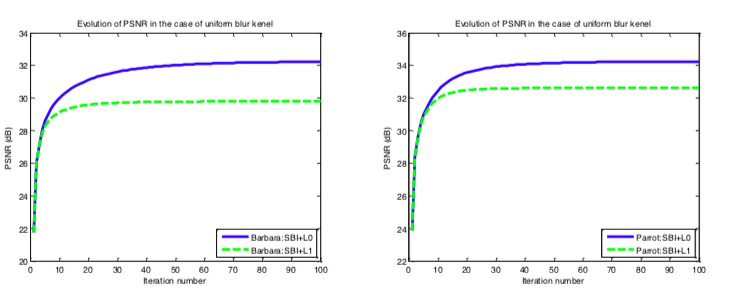 Evolution of PSNR in the case of uniform blur kenel
34
32
30
28
26
24
22
20
PSNR (dB)
0 10 20 30 40 50 60 70 80 90 100
Iteration number
Barbara:SBI+L0
Barbara:SBI+L1
Evolution of PSNR in the case of uniform blur kenel
36
34
32
30
28
26
24
22
PSNR (dB)
0 10 20 30 40 50 60 70 80 90 100
Iteration number
Parrot:SBI+L0
Parrot:SBI+L1